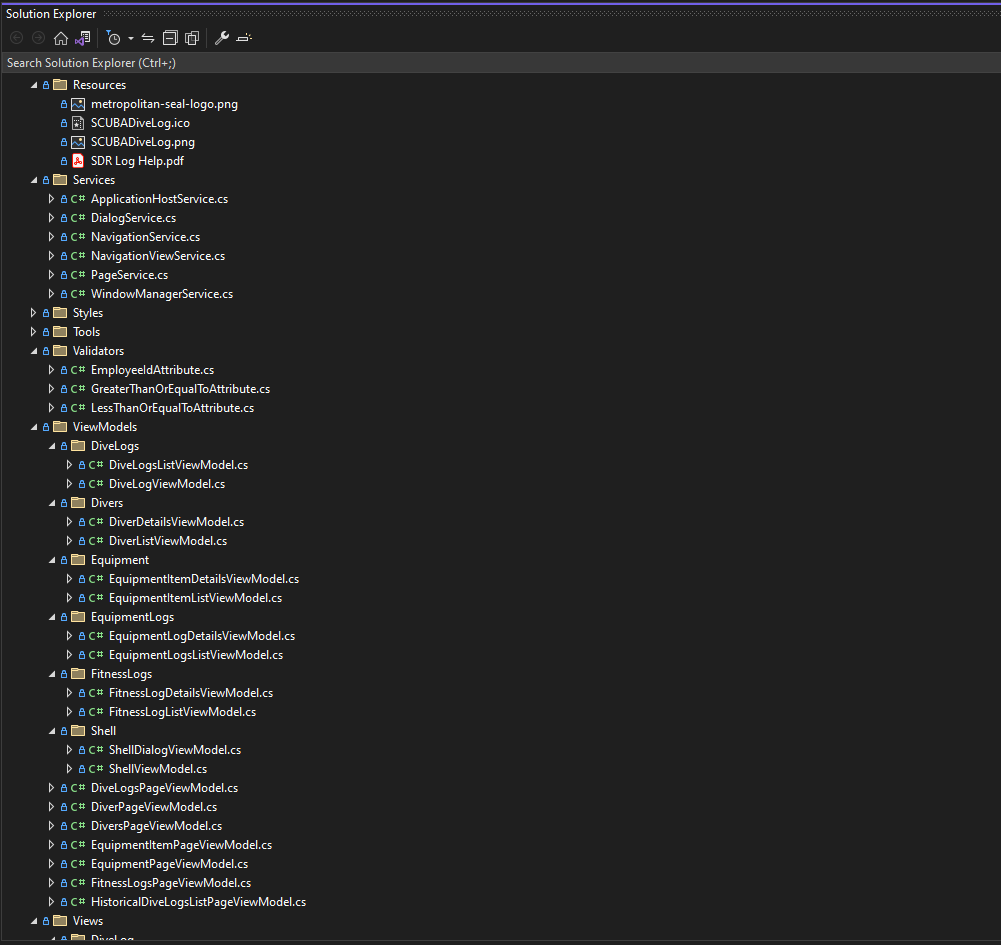 Solution Explorer
Search Solution Explorer (Ctrl+;)
Resources
metropolitan-seal-logo.png
SCUBADiveLog.ico
SCUBADiveLog.png
SDR Log Help.pdf
Services
C# ApplicationHostService.cs
C# DialogService.cs
C# NavigationService.cs
C# NavigationViewService.cs
C# PageService.cs
C# WindowManagerService.cs
Styles
Tools
Validators
C# EmployeeIdAttribute.cs
C# GreaterThanOrEqualToAttribute.cs
C# LessThanOrEqualToAttribute.cs
ViewModels
DiveLogs
C# DiveLogsListViewModel.cs
C# DiveLogViewModel.cs
Divers
C# DiverDetailsViewModel.cs
C# DiverListViewModel.cs
Equipment
C# EquipmentItemDetailsViewModel.cs
C# EquipmentItemListViewModel.cs
EquipmentLogs
C# EquipmentLogDetailsViewModel.cs
C# EquipmentLogsListViewModel.cs
FitnessLogs
C# FitnessLogDetailsViewModel.cs
C# FitnessLogListViewModel.cs
Shell
C# ShellDialogViewModel.cs
C# ShellViewModel.cs
C# DiveLogsPageViewModel.cs
C# DiverPageViewModel.cs
C# DiversPageViewModel.cs
C# EquipmentItemPageViewModel.cs
C# EquipmentPageViewModel.cs
C# FitnessLogsPageViewModel.cs
C# HistoricalDiveLogsListPageViewModel.cs
Views
DiveLog